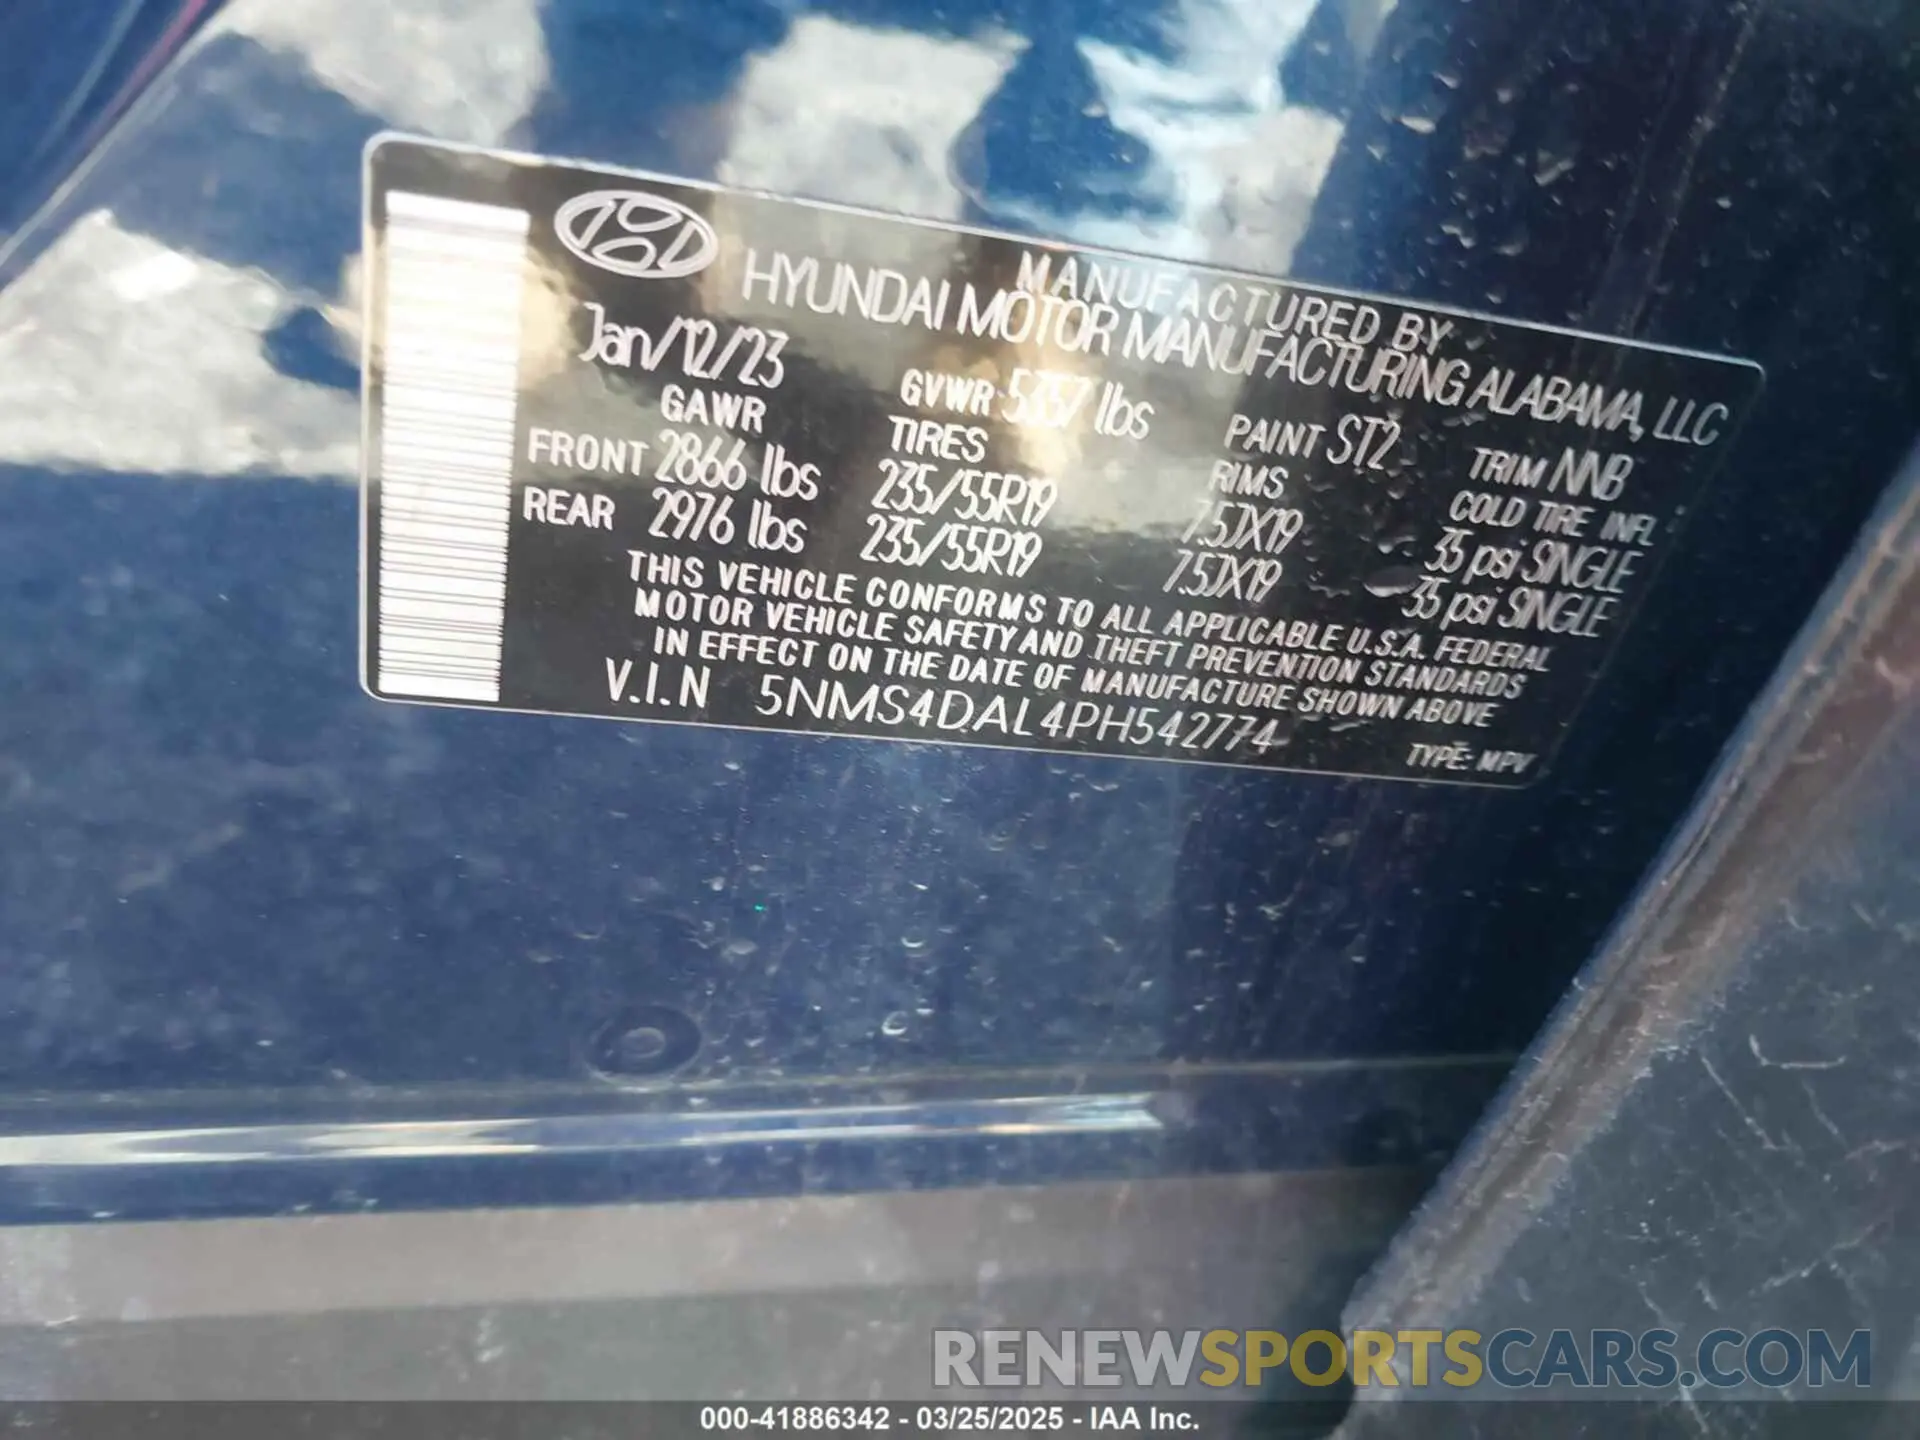 MANUFACTURED BY
HYUNDAI MOTOR MANUFACTURING ALABAMA, LLC
Jan/12/23 GVWR 5357 lbs PAINT ST2 TRIM NNB
GAWR TIRES RIMS COLD TIRE INFL
FRONT 2866 lbs 235/55R19 7.5JX19 35 psi SINGLE
REAR 2976 lbs 235/55R19 7.5JX19 35 psi SINGLE
THIS VEHICLE CONFORMS TO ALL APPLICABLE U.S.A. FEDERAL
MOTOR VEHICLE SAFETY AND THEFT PREVENTION STANDARDS
IN EFFECT ON THE DATE OF MANUFACTURE SHOWN ABOVE
V.I.N 5NMS4DAL4PH542774 TYPE: MPV
RENEWSPORTSCARS.COM
000-41886342 - 03/25/2025 - IAA Inc.